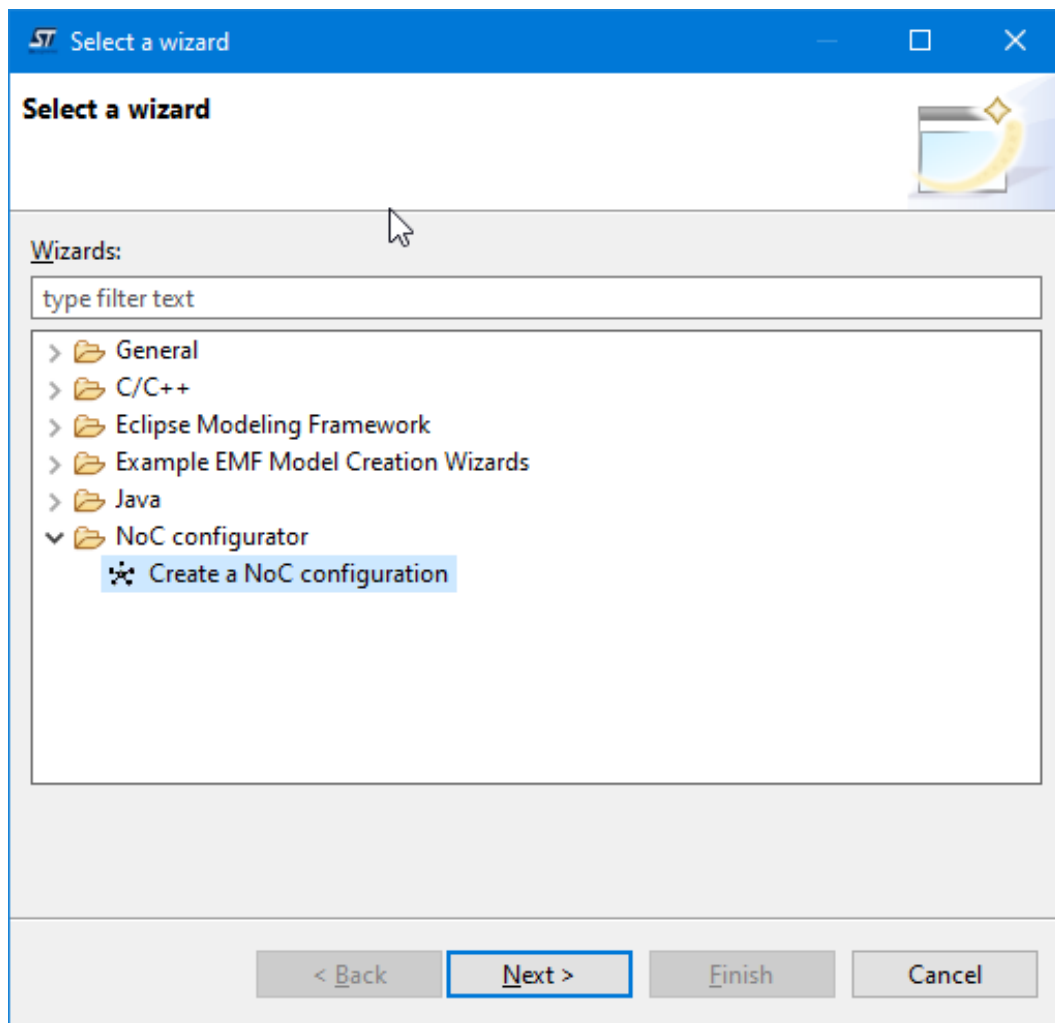 ST Select a wizard
Select a wizard
Wizards:
type filter text
General
C/C++
Eclipse Modeling Framework
Example EMF Model Creation Wizards
Java
NoC configurator
Create a NoC configuration
< Back Next > Finish Cancel